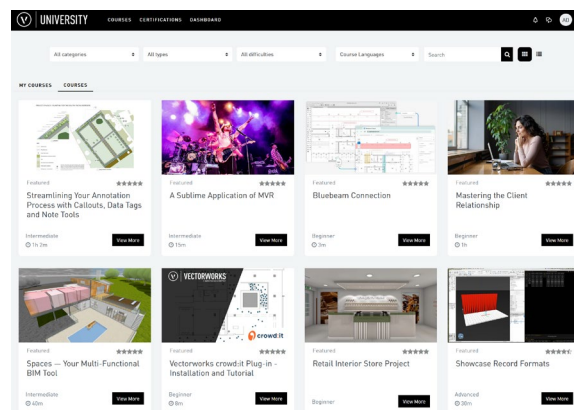 UNIVERSITY
COURSES CERTIFICATIONS DASHBOARD
AD
All categories All types All difficulties Course Languages Search
MY COURSES COURSES
Featured
Streamlining Your Annotation
Process with Callouts, Data Tags
and Note Tools
Intermediate
1h 2m
View More
Featured
A Sublime Application of MVR
Intermediate
15m
View More
Featured
Bluebeam Connection
Beginner
3m
View More
Featured
Mastering the Client
Relationship
Beginner
1h
View More
Featured
Spaces — Your Multi-Functional
BIM Tool
Intermediate
40m
View More
VECTORWORKS
crowd:it
Featured
Vectorworks crowd:it Plug-in -
Installation and Tutorial
Beginner
8m
View More
Featured
Retail Interior Store Project
Beginner
View More
Featured
Showcase Record Formats
Advanced
38m
View More